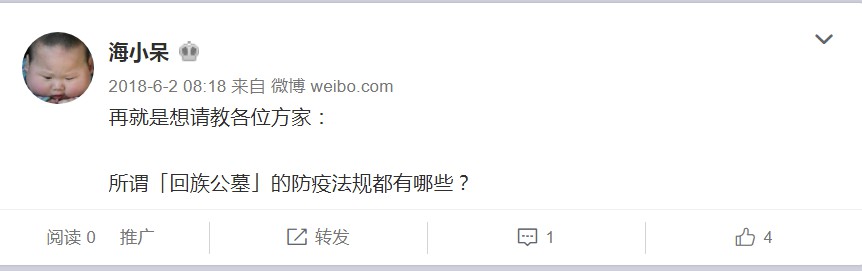 海小呆
2018-6-2 08:18 来自 微博 weibo.com
再就是想请教各位方家：
所谓「回族公墓」的防疫法规都有哪些？
阅读 0 推广 转发 1 4